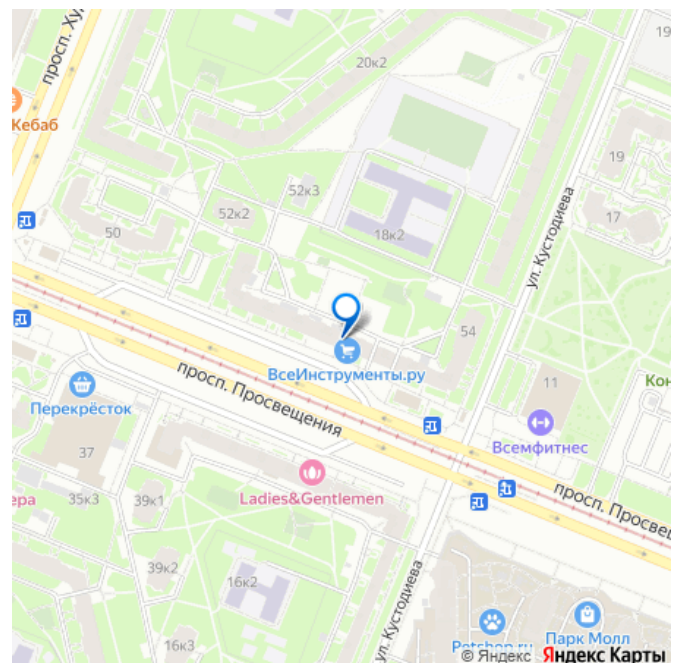 просп. Ху
20к2
19
Кебаб
19
52к3
52к2
17
50
18к2
ул. Кустодиева
54
ВсеИнструменты.ру
11
Кон
просп. Просвещения
Перекрёсток
Всемфитнес
37
Ladies&Gentlemen
ера
35к3
39к1
просп. Просвещ
39к2
16к2
ул. Кустодиева
16к3
Petshop.ru
Парк Молл
© Яндекс Яндекс Карты